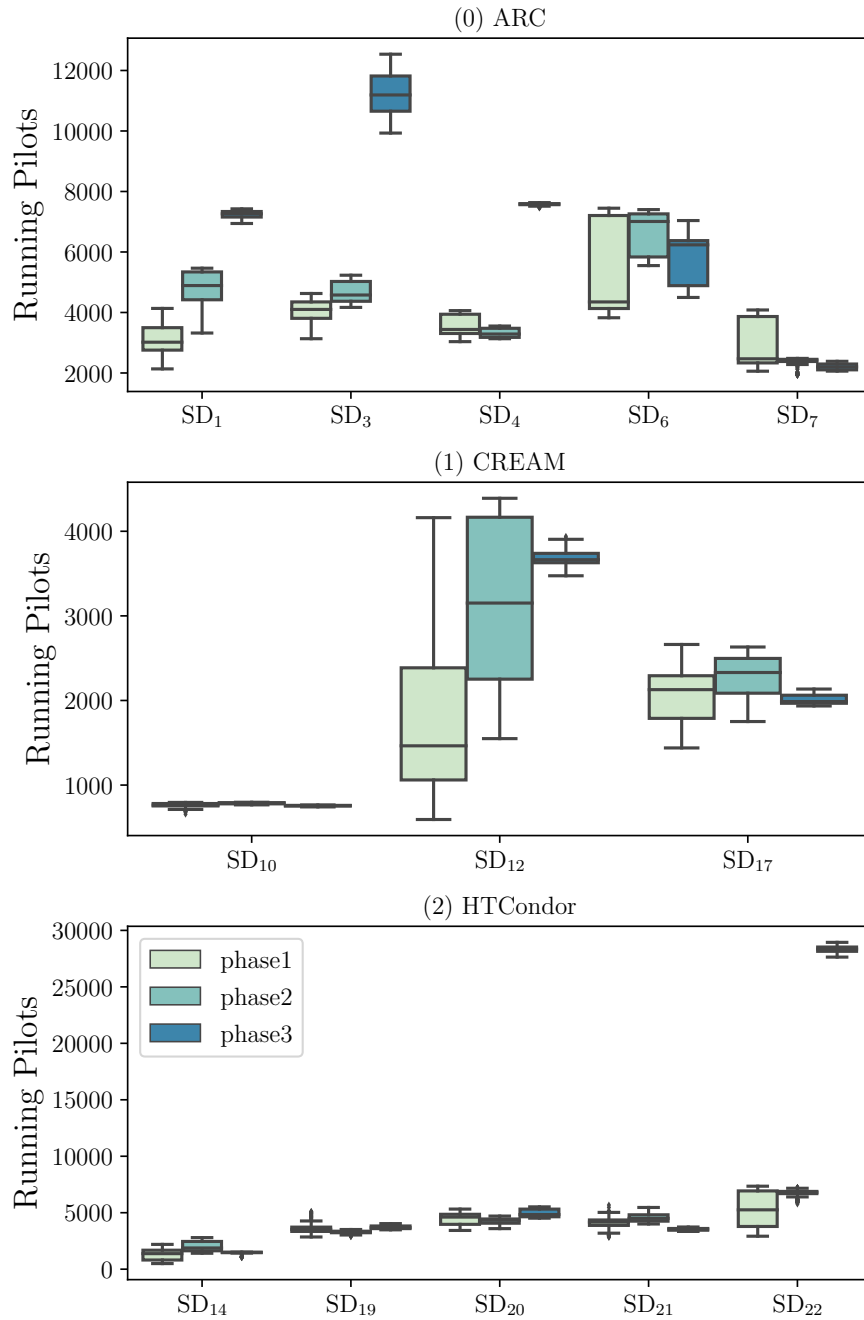 (0) ARC
Running Pilots
12000
10000
8000
6000
4000
2000
SD₁ SD₃ SD₄ SD₆ SD₇
(1) CREAM
Running Pilots
4000
3000
2000
1000
SD₁₀ SD₁₂ SD₁₇
(2) HTCondor
Running Pilots
30000
25000
20000
15000
10000
5000
0
phase1
phase2
phase3
SD₁₄ SD₁₉ SD₂₀ SD₂₁ SD₂₂